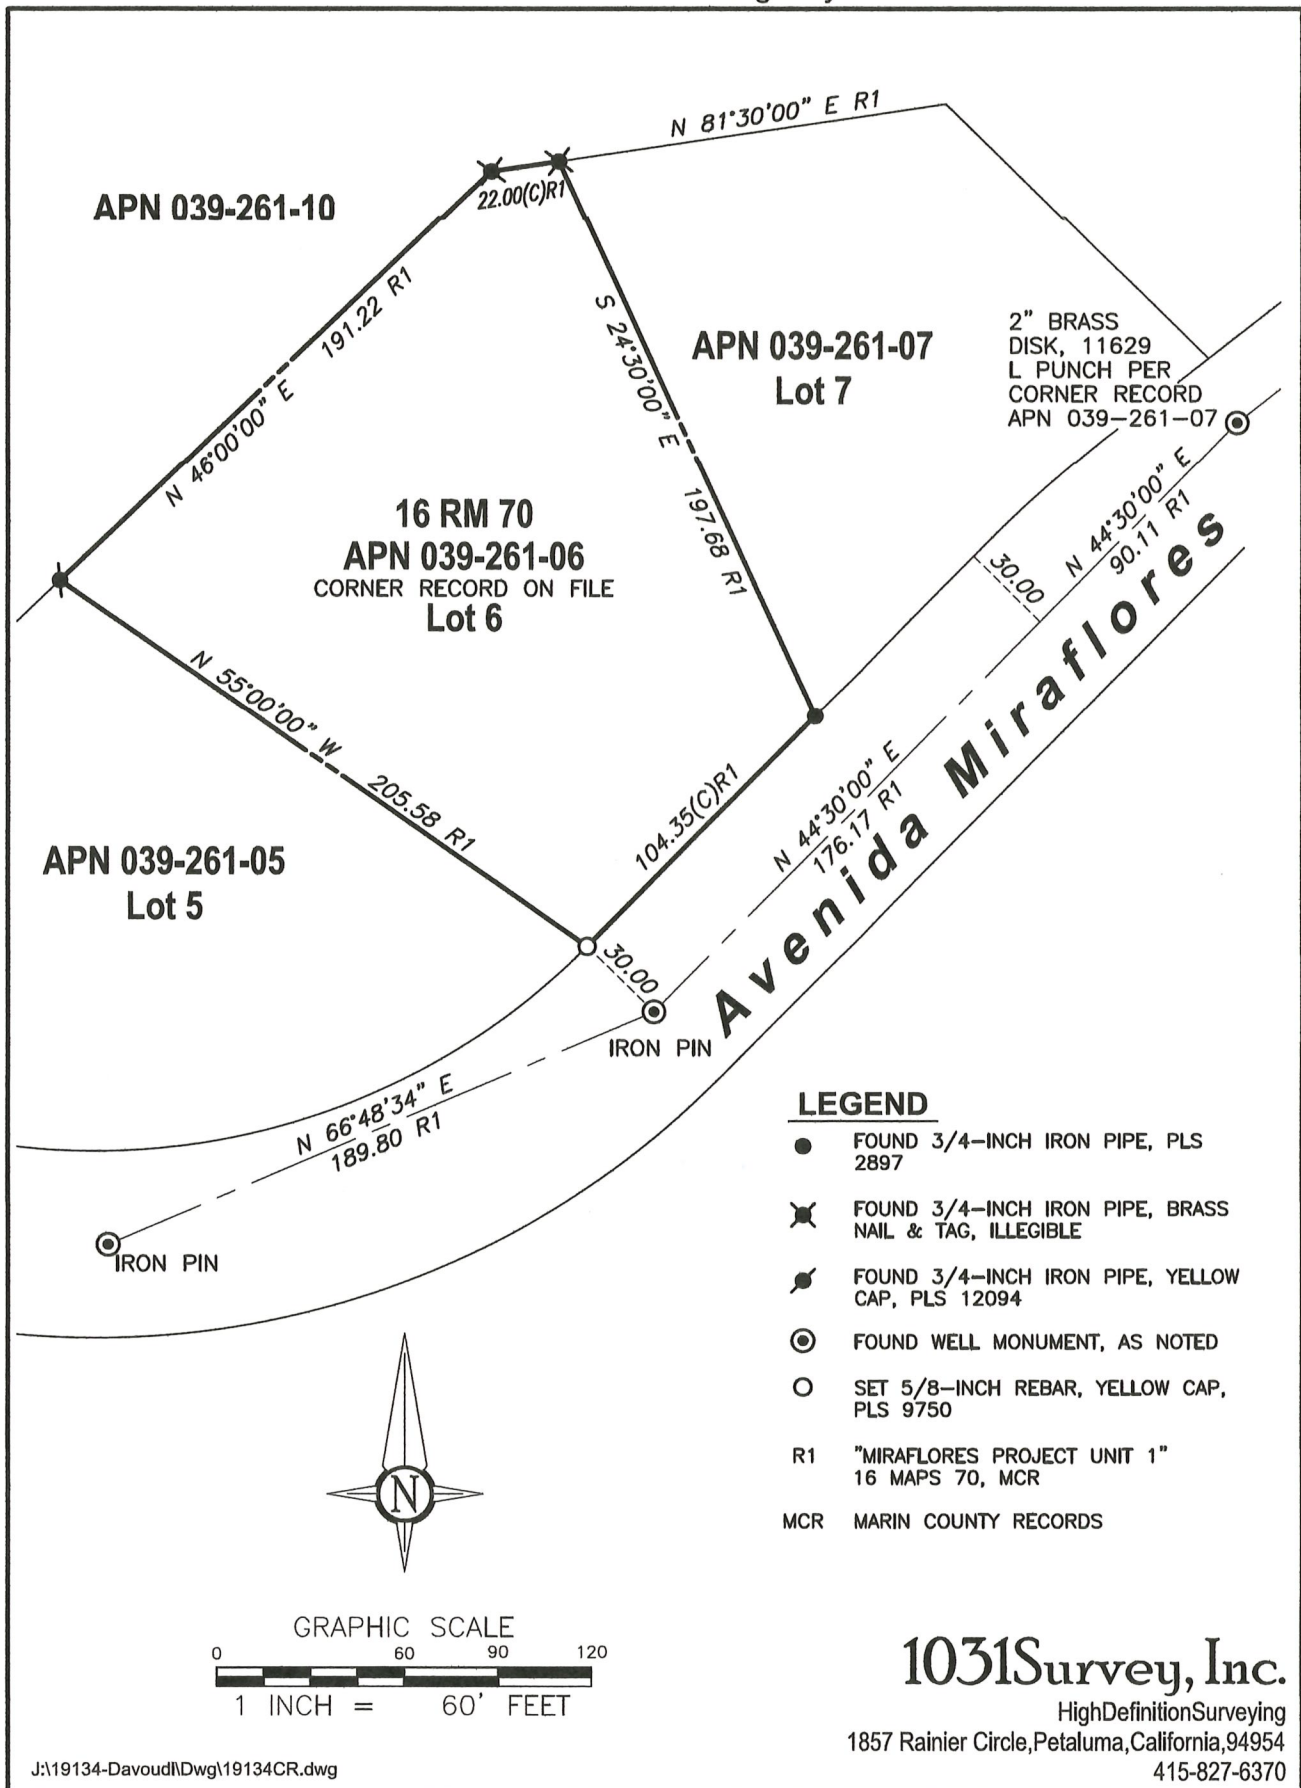 N 81°30'00" E R1
APN 039-261-10
22.00(C)R1
191.22 R1
N 46°00'00" E
S 24°30'00" E
197.68 R1
APN 039-261-07
Lot 7
2" BRASS
DISK, 11629
L PUNCH PER
CORNER RECORD
APN 039-261-07
16 RM 70
APN 039-261-06
CORNER RECORD ON FILE
Lot 6
N 44°30'00" E
90.11 R1
30.00
N 55°00'00" W
205.58 R1
104.35(C)R1
N 44°30'00" E
176.17 R1
Avenida Miraflores
APN 039-261-05
Lot 5
30.00
IRON PIN
N 66°48'34" E
189.80 R1
IRON PIN
LEGEND
FOUND 3/4-INCH IRON PIPE, PLS
2897
FOUND 3/4-INCH IRON PIPE, BRASS
NAIL & TAG, ILLEGIBLE
FOUND 3/4-INCH IRON PIPE, YELLOW
CAP, PLS 12094
FOUND WELL MONUMENT, AS NOTED
SET 5/8-INCH REBAR, YELLOW CAP,
PLS 9750
R1 "MIRAFLORES PROJECT UNIT 1"
16 MAPS 70, MCR
MCR MARIN COUNTY RECORDS
N
GRAPHIC SCALE
0 60 90 120
1 INCH = 60' FEET
1031Survey, Inc.
HighDefinitionSurveying
1857 Rainier Circle,Petaluma,California,94954
415-827-6370
J:\19134-Davoudi\Dwg\19134CR.dwg